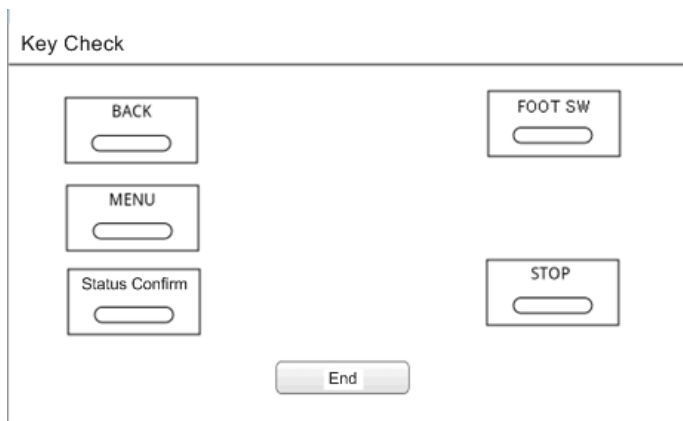 Key Check
BACK
FOOT SW
MENU
Status Confirm
STOP
End